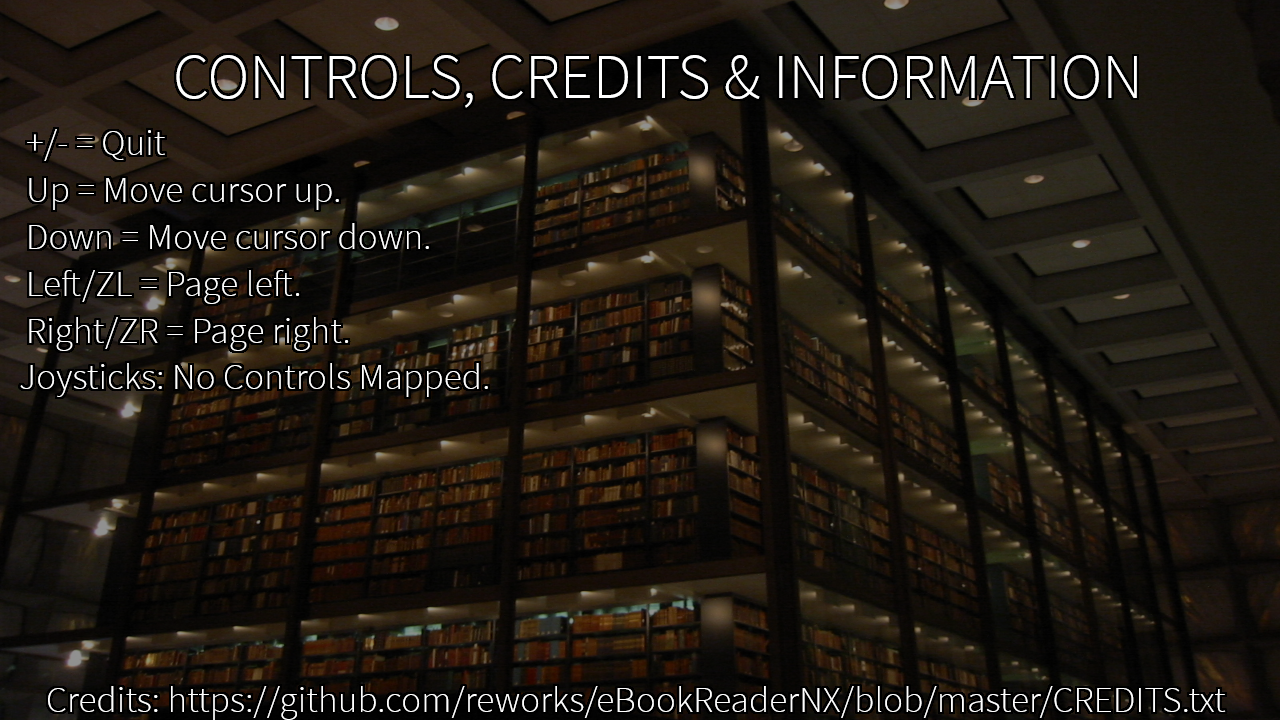 CONTROLS, CREDITS & INFORMATION
+/- = Quit
Up = Move cursor up.
Down = Move cursor down.
Left/ZL = Page left.
Right/ZR = Page right.
Joysticks: No Controls Mapped.
Credits: https://github.com/reworks/eBookReaderNX/blob/master/CREDITS.txt